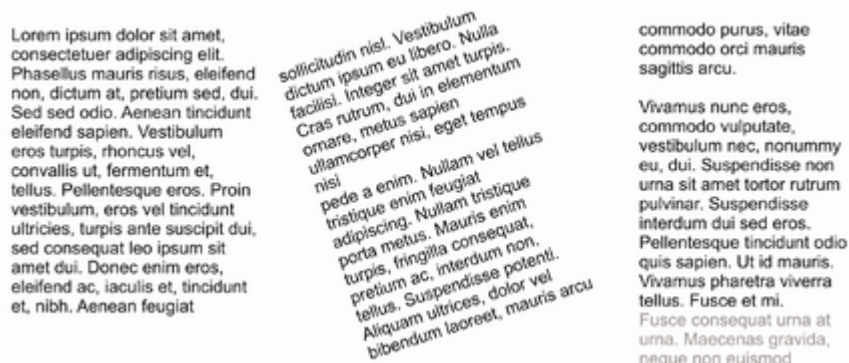 Lorem ipsum dolor sit amet,
consectetuer adipiscing elit.
Phasellus mauris risus, eleifend
non, dictum at, pretium sed, dui.
Sed sed odio. Aenean tincidunt
eleifend sapien. Vestibulum
eros turpis, rhoncus vel,
convallis ut, fermentum et,
tellus. Pellentesque eros. Proin
vestibulum, eros vel tincidunt
ultricies, turpis ante suscipit dui,
sed consequat leo ipsum sit
amet dui. Donec enim eros,
eleifend ac, iaculis et, tincidunt
et, nibh. Aenean feugiat
sollicitudin nisl. Vestibulum
dictum ipsum eu libero. Nulla
facilisi. Integer sit amet turpis.
Cras rutrum, dui in elementum
ornare, metus sapien
ullamcorper nisi, eget tempus
nisl
pede a enim. Nullam vel tellus
tristique enim feugiat
adipiscing. Nullam tristique
porta metus. Mauris enim
turpis, fringilla consequat,
pretium ac, interdum non,
tellus. Suspendisse potenti.
Aliquam ultrices, dolor vel
bibendum laoreet, mauris arcu
commodo purus, vitae
commodo orci mauris
sagittis arcu.
Vivamus nunc eros,
commodo vulputate,
vestibulum nec, nonummy
eu, dui. Suspendisse non
urna sit amet tortor rutrum
pulvinar. Suspendisse
interdum dui sed eros.
Pellentesque tincidunt odio
quis sapien. Ut id mauris.
Vivamus pharetra viverra
tellus. Fusce et mi.
Fusce consequat urna at
urna. Maecenas gravida,
neque non euismod